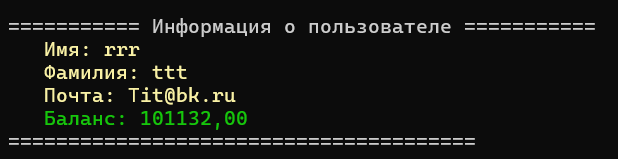 =========== Информация о пользователе ===========
Имя: rrr
Фамилия: ttt
Почта: Tit@bk.ru
Баланс: 101132,00
=======================================